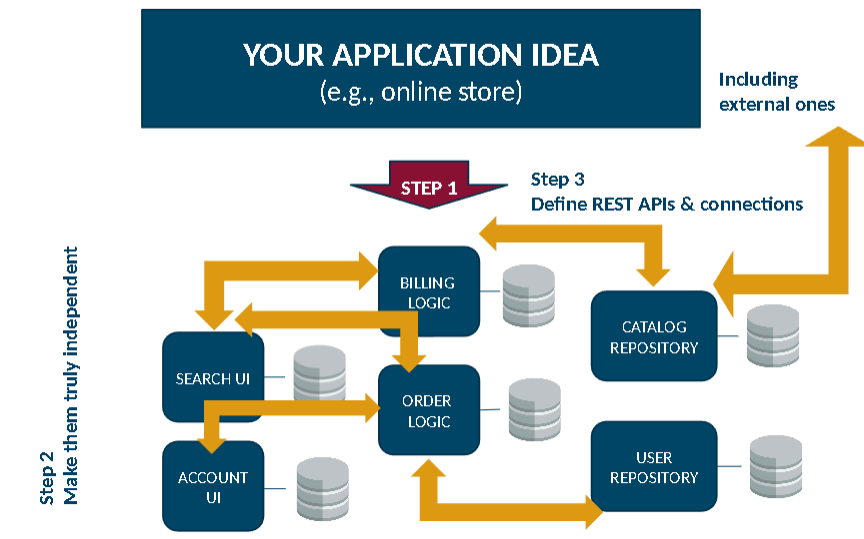 YOUR APPLICATION IDEA
(e.g., online store)
Including
external ones
STEP 1
Step 3
Define REST APIs & connections
Step 2
Make them truly independent
BILLING
LOGIC
CATALOG
REPOSITORY
SEARCH UI
ORDER
LOGIC
ACCOUNT
UI
USER
REPOSITORY